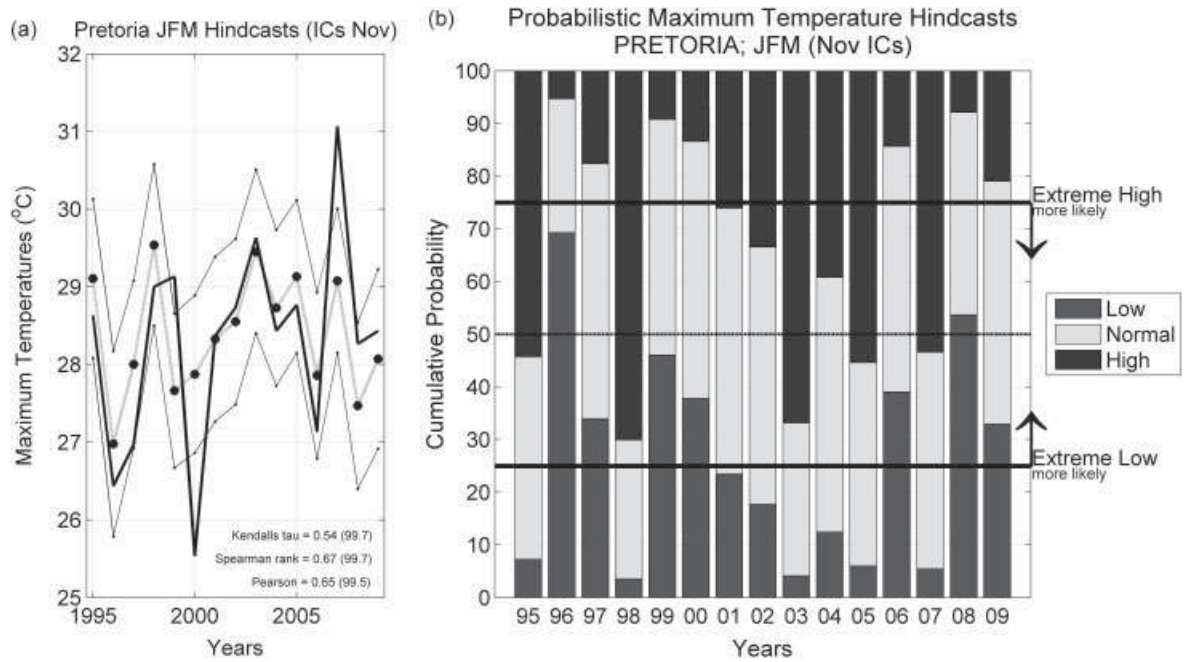 (a)
Pretoria JFM Hindcasts (ICs Nov)
32
31
30
29
28
27
26
25
Maximum Temperatures (°C)
Kendalls tau = 0.54 (99.7)
Spearman rank = 0.67 (99.7)
Pearson = 0.65 (99.5)
1995 2000 2005
Years
(b)
Probabilistic Maximum Temperature Hindcasts
PRETORIA; JFM (Nov ICs)
100
90
80
70
60
50
40
30
20
10
0
Cumulative Probability
95 96 97 98 99 00 01 02 03 04 05 06 07 08 09
Years
Extreme High
more likely
Low
Normal
High
Extreme Low
more likely